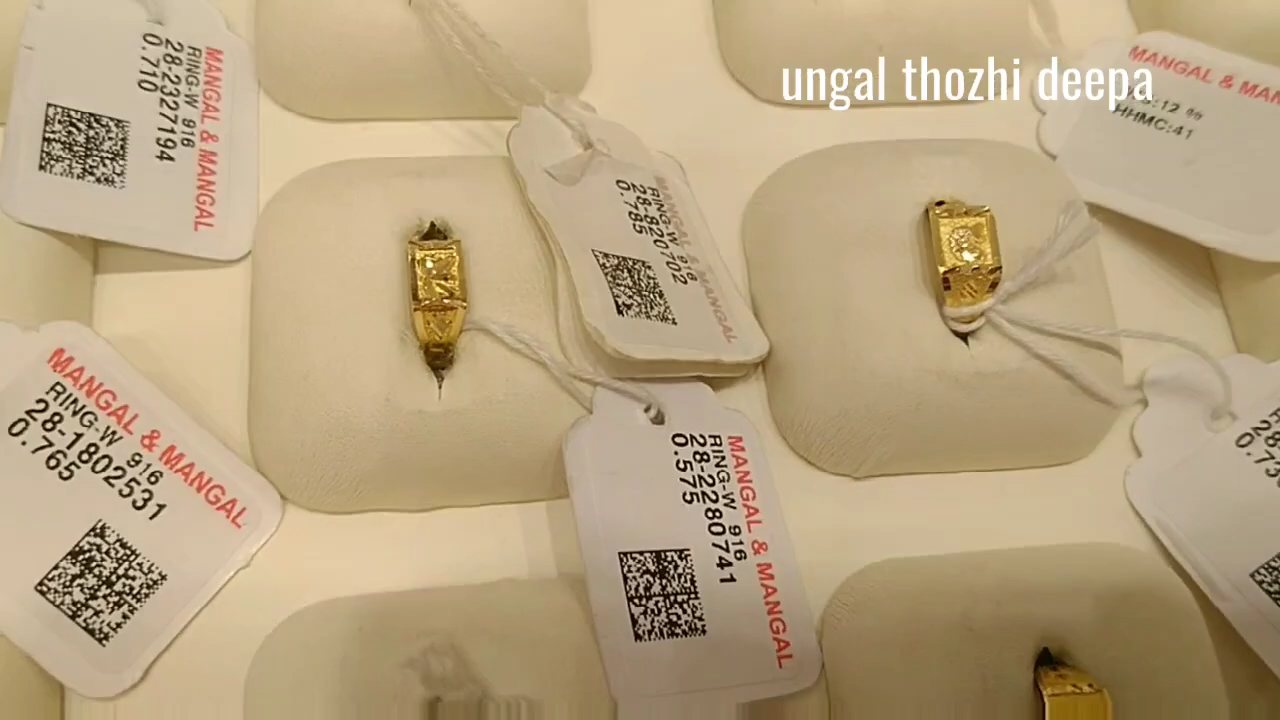 ungal thozhi deepa
MANGAL & MANGAL
RING-W 916
28-2327194
0.710
MANGAL & MANGAL
RING-W 916
28-820702
0.785
MANGAL &
:12
HHMC:41
MANGAL & MANGAL
RING-W 916
28-1802531
0.765
MANGAL & MANGAL
RING-W 916
28-2280741
0.575